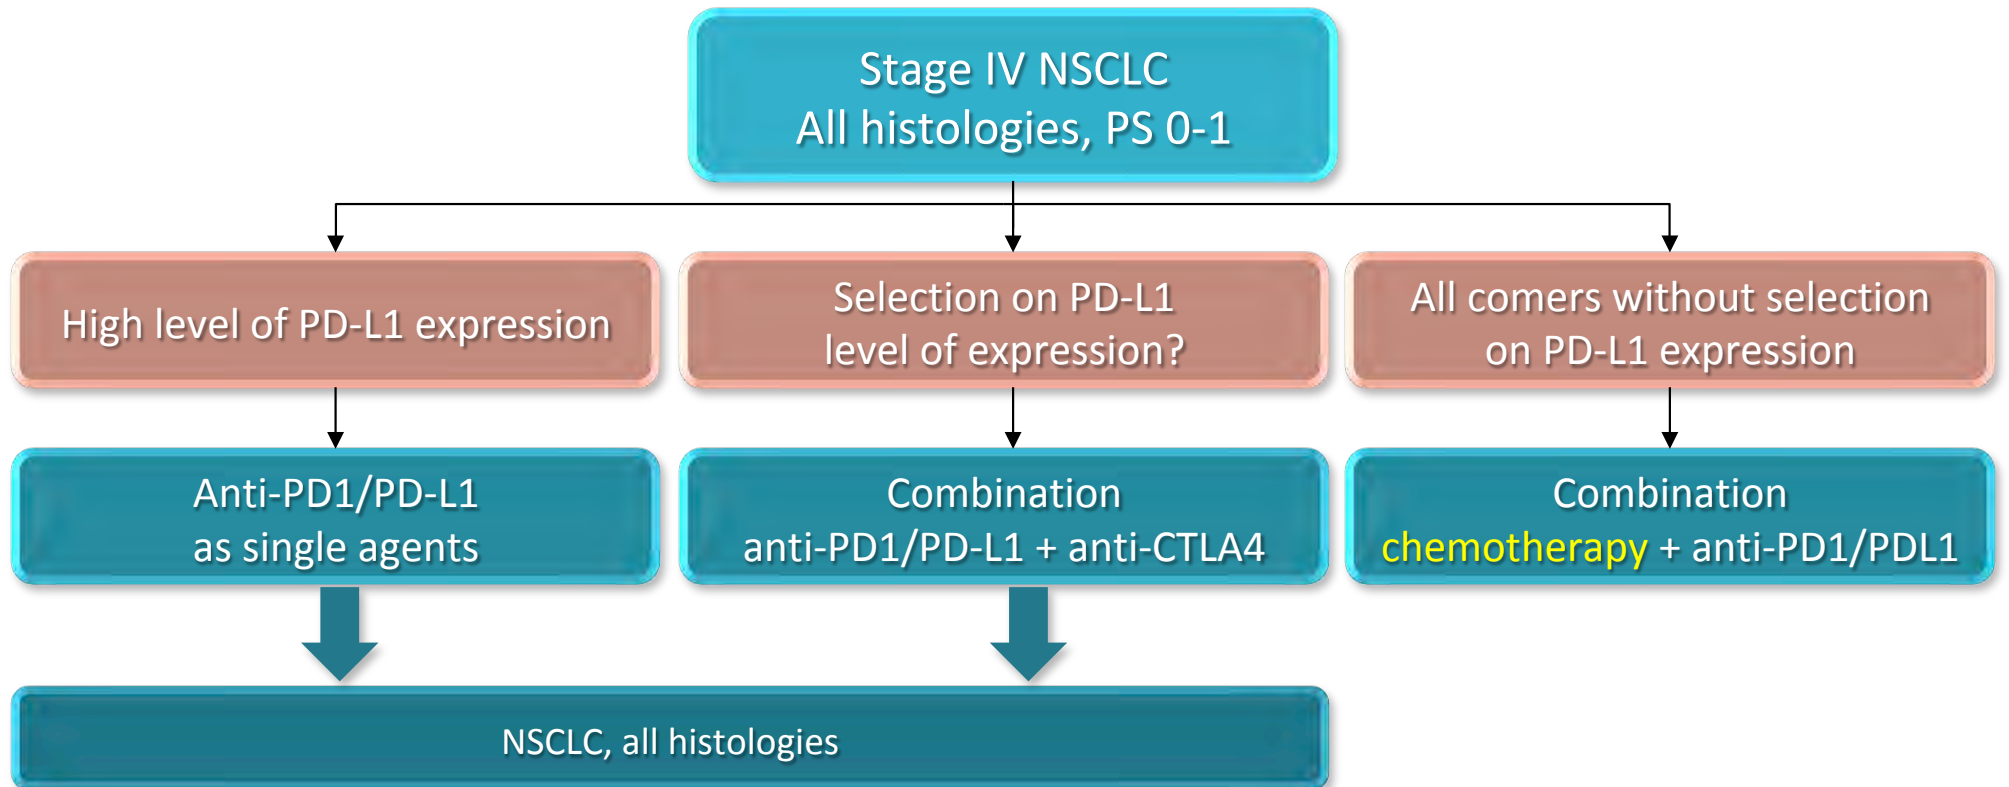 Stage IV NSCLC
All histologies, PS 0-1
High level of PD-L1 expression
Selection on PD-L1
level of expression?
All comers without selection
on PD-L1 expression
Anti-PD1/PD-L1
as single agents
Combination
anti-PD1/PD-L1 + anti-CTLA4
Combination
chemotherapy + anti-PD1/PDL1
NSCLC, all histologies